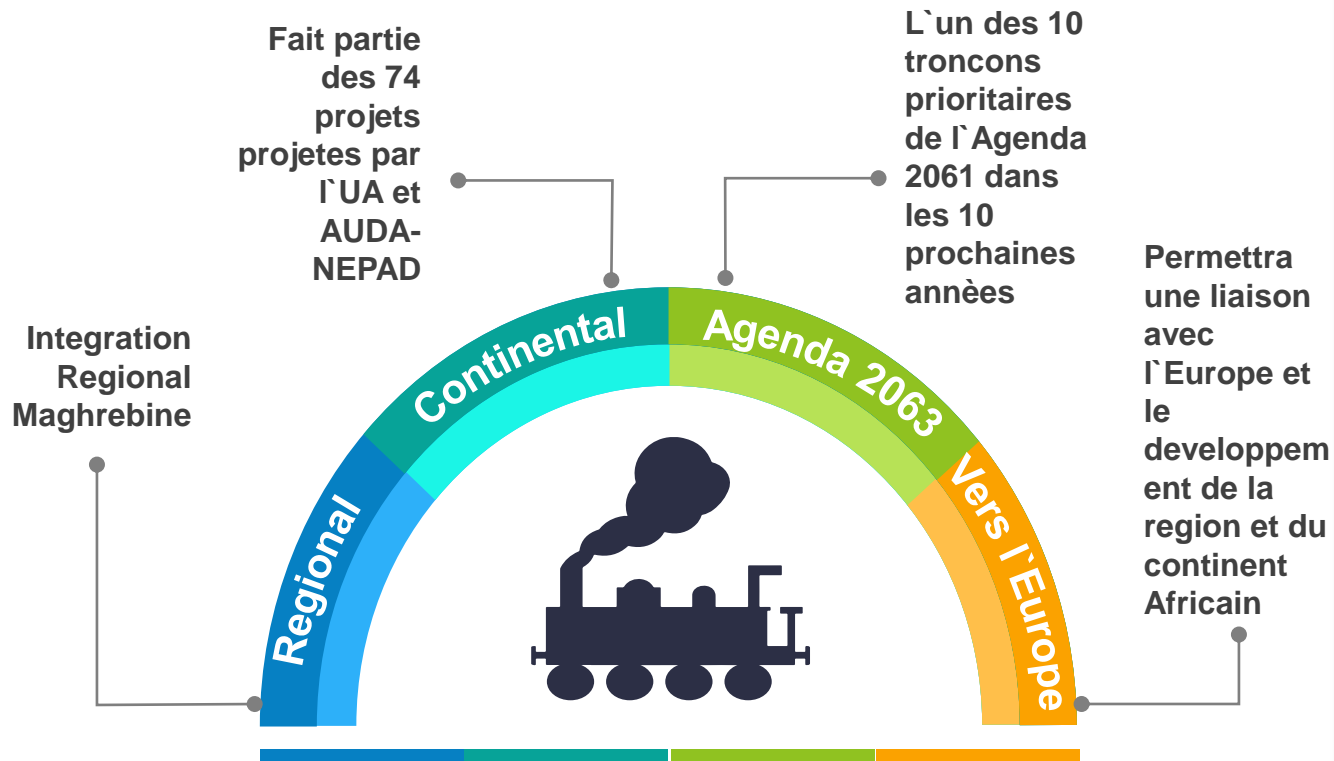 Fait partie
des 74
projets
projetes par
l`UA et
AUDA-
NEPAD
L`un des 10
troncons
prioritaires
de l`Agenda
2061 dans
les 10
prochaines
annèes
Integration
Regional
Maghrebine
Permettra
une liaison
avec
l`Europe et
le
developpem
ent de la
region et du
continent
Africain
Regional
Continental
Agenda 2063
Vers l`Europe